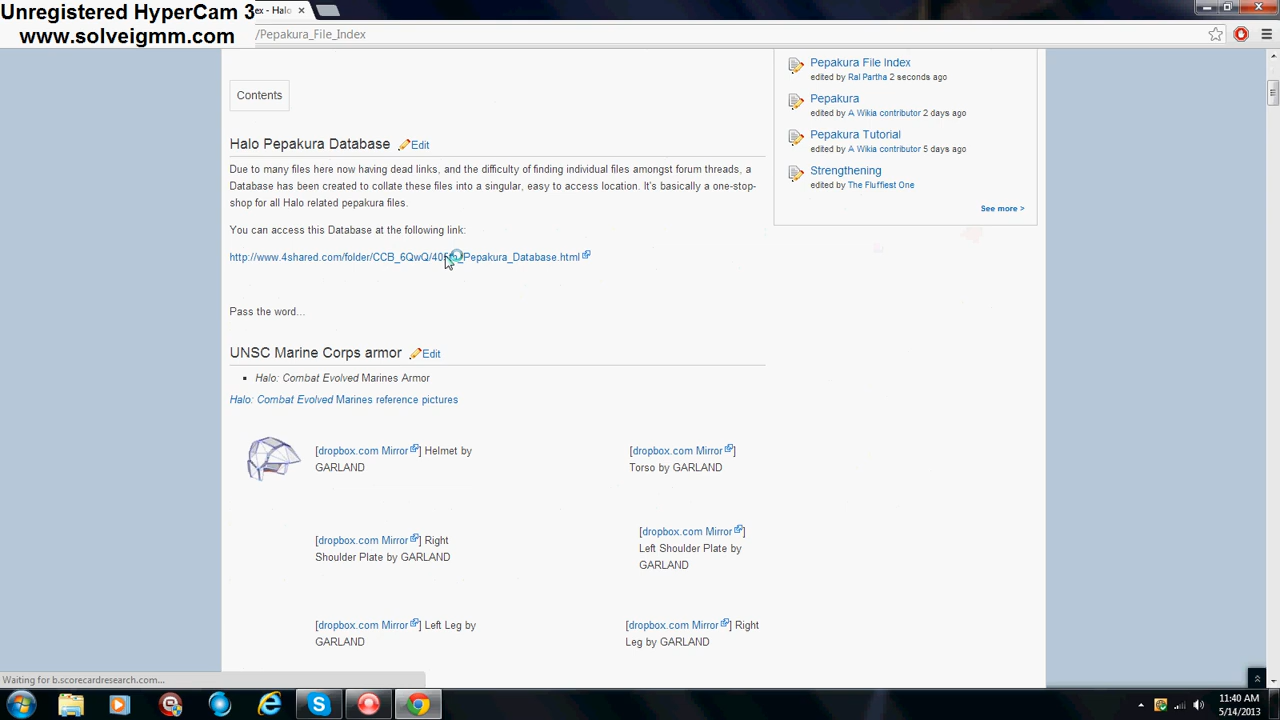 Unregistered HyperCam 3
www.solveigmm.com
ex - Halo
/Pepakura_File_Index
Contents
Halo Pepakura Database Edit
Due to many files here now having dead links, and the difficulty of finding individual files amongst forum threads, a
Database has been created to collate these files into a singular, easy to access location. It's basically a one-stop-
shop for all Halo related pepakura files.
You can access this Database at the following link:
http://www.4shared.com/folder/CCB_6QwQ/40 _Pepakura_Database.html
Pass the word...
UNSC Marine Corps armor Edit
Halo: Combat Evolved Marines Armor
Halo: Combat Evolved Marines reference pictures
[dropbox.com Mirror] Helmet by
GARLAND
[dropbox.com Mirror]
Torso by GARLAND
[dropbox.com Mirror] Right
Shoulder Plate by GARLAND
[dropbox.com Mirror]
Left Shoulder Plate by
GARLAND
[dropbox.com Mirror] Left Leg by
GARLAND
[dropbox.com Mirror] Right
Leg by GARLAND
Pepakura File Index
edited by Ral Partha 2 seconds ago
Pepakura
edited by A Wikia contributor 2 days ago
Pepakura Tutorial
edited by A Wikia contributor 5 days ago
Strengthening
edited by The Fluffiest One
See more >
Waiting for b.scorecardresearch.com...
11:40 AM
5/14/2013